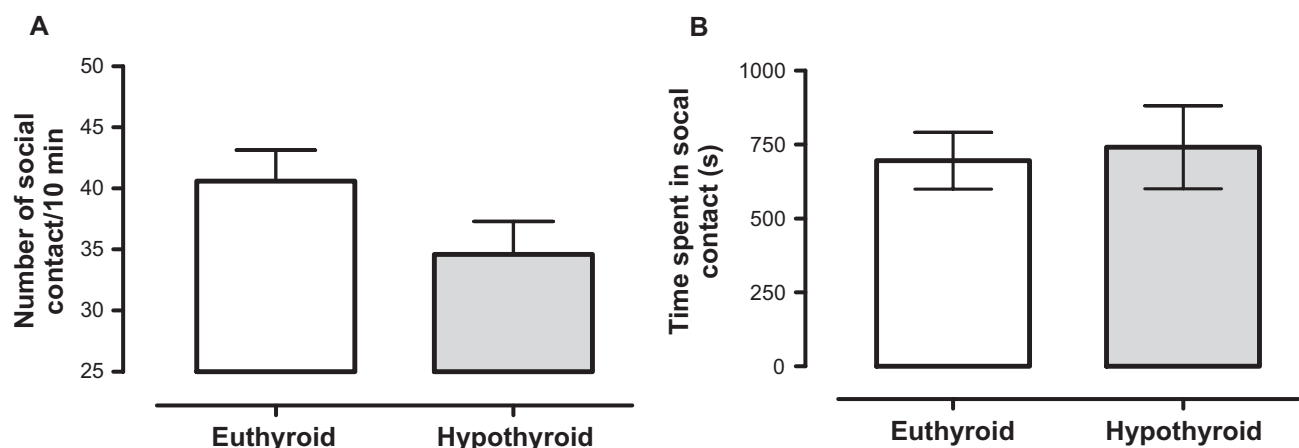 A
Number of social
contact/10 min
50
45
40
35
30
25
Euthyroid
Hypothyroid
B
Time spent in socal
contact (s)
1000
750
500
250
0
Euthyroid
Hypothyroid